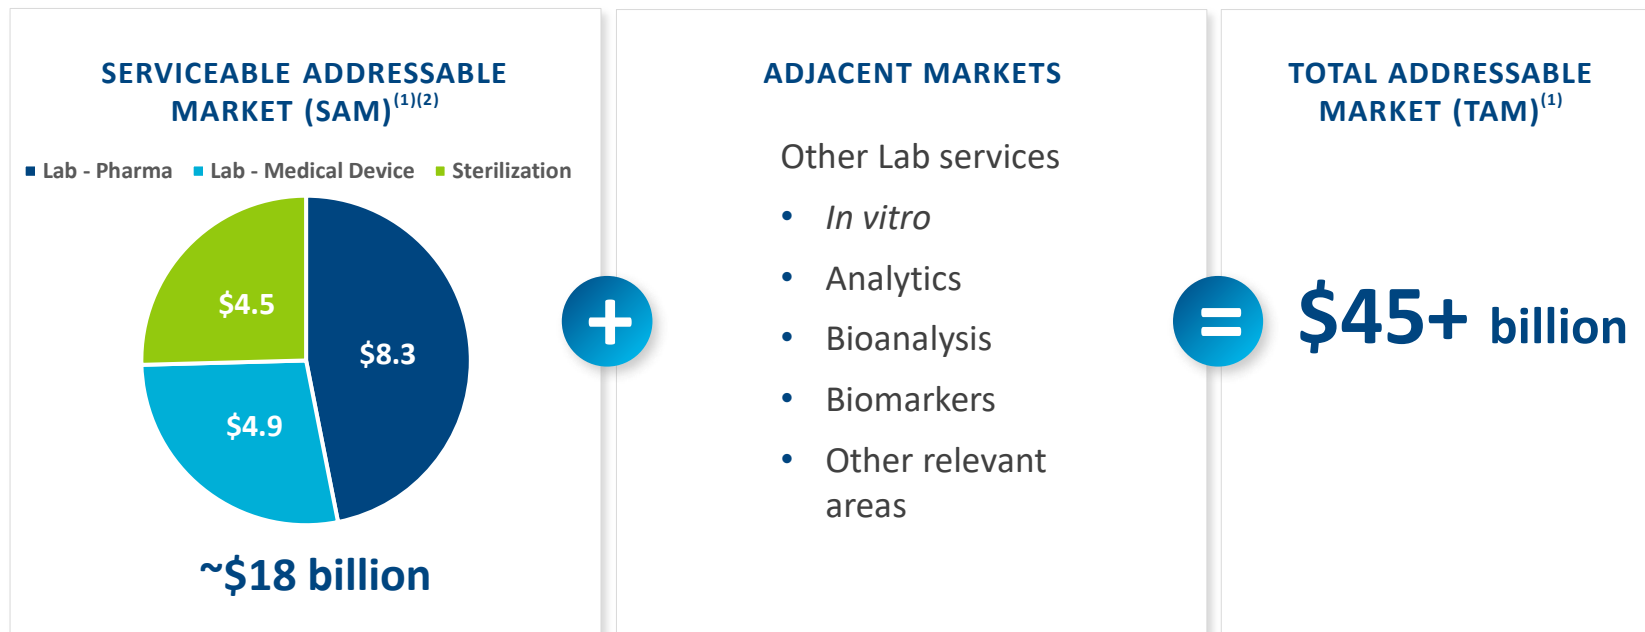 SERVICEABLE ADDRESSABLE
MARKET (SAM)(1)(2)
Lab - Pharma Lab - Medical Device Sterilization
$4.5
$8.3
$4.9
~$18 billion
+
ADJACENT MARKETS
Other Lab services
• In vitro
• Analytics
• Bioanalysis
• Biomarkers
• Other relevant
areas
=
TOTAL ADDRESSABLE
MARKET (TAM)(1)
$45+ billion